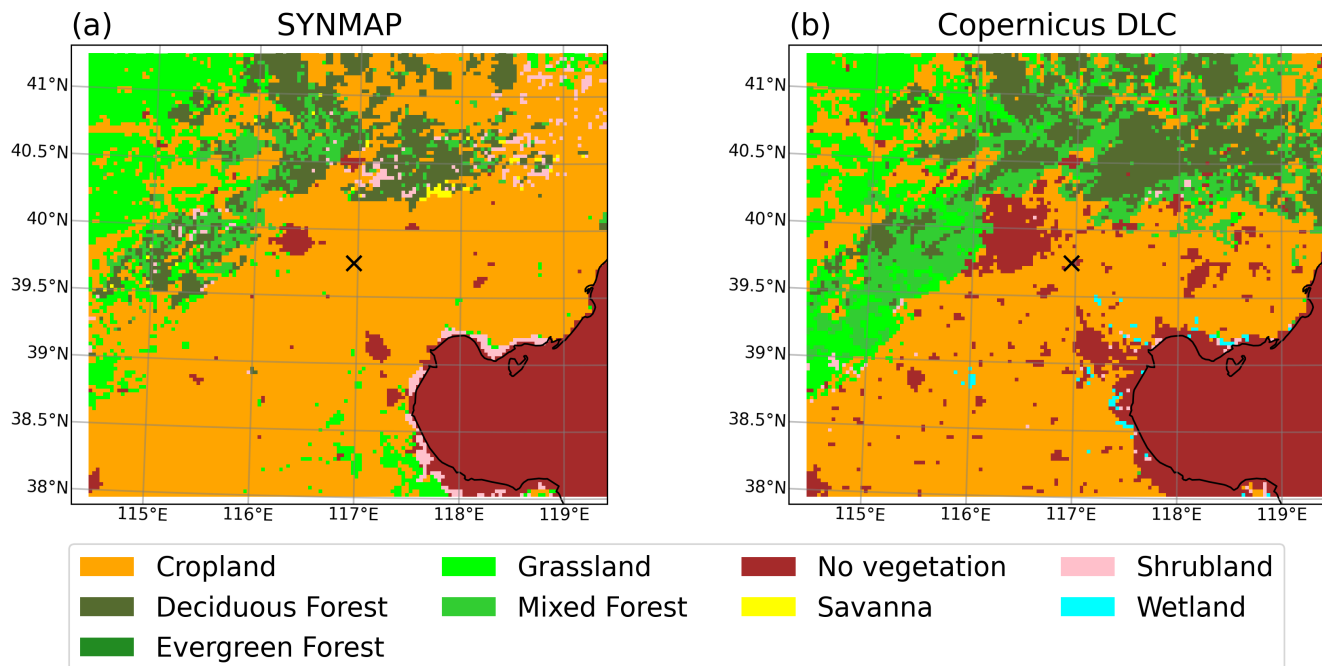 (a) SYNMAP
(b) Copernicus DLC
41°N
40.5°N
40°N
39.5°N
39°N
38.5°N
38°N
115°E 116°E 117°E 118°E 119°E
41°N
40.5°N
40°N
39.5°N
39°N
38.5°N
38°N
115°E 116°E 117°E 118°E 119°E
Cropland Grassland No vegetation Shrubland
Deciduous Forest Mixed Forest Savanna Wetland
Evergreen Forest